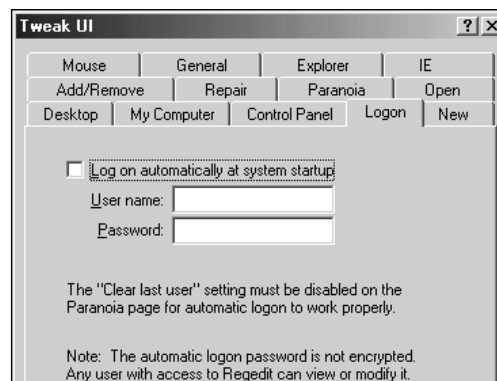 Tweak UI
Mouse General Explorer IE
Add/Remove Repair Paranoia Open
Desktop My Computer Control Panel Logon New
Log on automatically at system startup
User name:
Password:
The "Clear last user" setting must be disabled on the
Paranoia page for automatic logon to work properly.
Note: The automatic logon password is not encrypted.
Any user with access to Regedit can view or modify it.